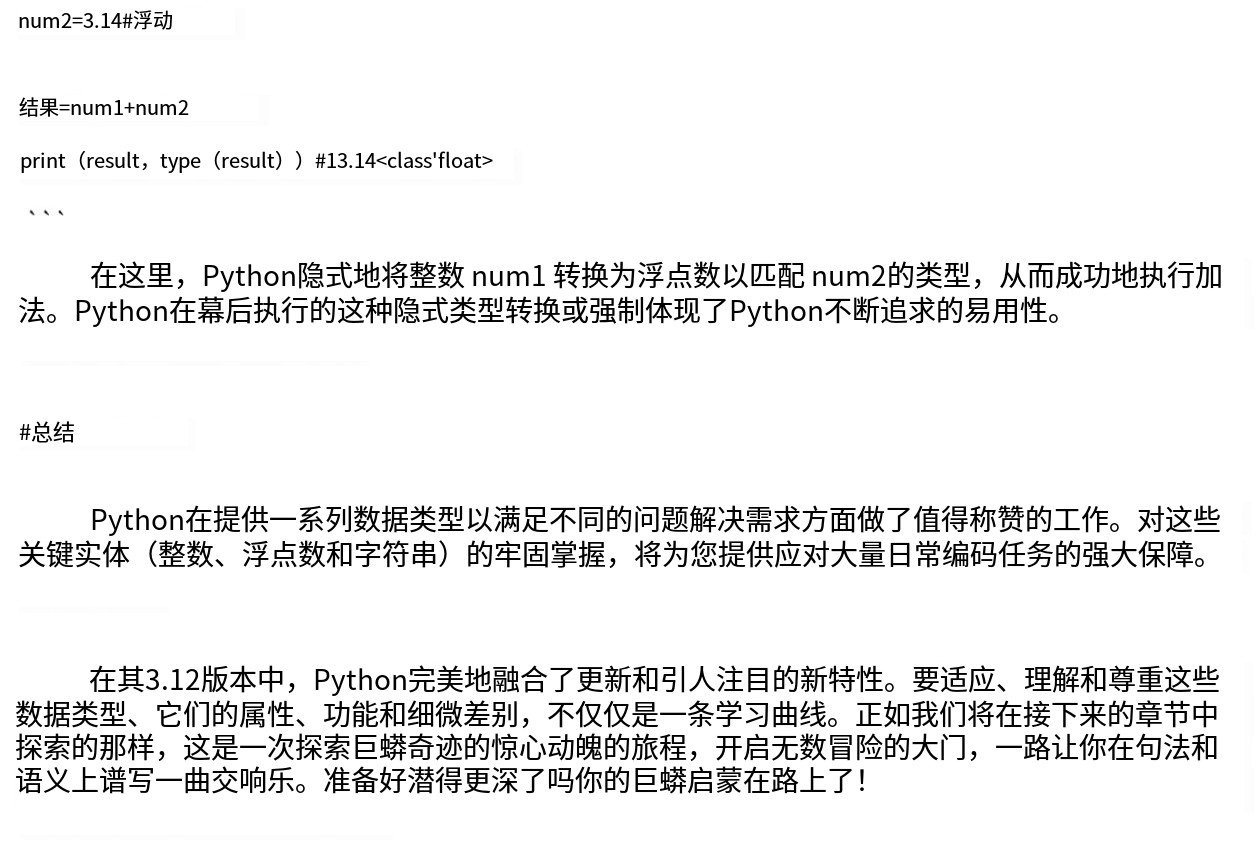 num2=3.14#浮动
结果=num1+num2
print（result，type（result））#13.14<class'float>
```
在这里，Python隐式地将整数 num1 转换为浮点数以匹配 num2的类型，从而成功地执行加
法。Python在幕后执行的这种隐式类型转换或强制体现了Python不断追求的易用性。
#总结
Python在提供一系列数据类型以满足不同的问题解决需求方面做了值得称赞的工作。对这些
关键实体（整数、浮点数和字符串）的牢固掌握，将为您提供应对大量日常编码任务的强大保障。
在其3.12版本中，Python完美地融合了更新和引人注目的新特性。要适应、理解和尊重这些
数据类型、它们的属性、功能和细微差别，不仅仅是一条学习曲线。正如我们将在接下来的章节中
探索的那样，这是一次探索巨蟒奇迹的惊心动魄的旅程，开启无数冒险的大门，一路让你在句法和
语义上谱写一曲交响乐。准备好潜得更深了吗你的巨蟒启蒙在路上了！